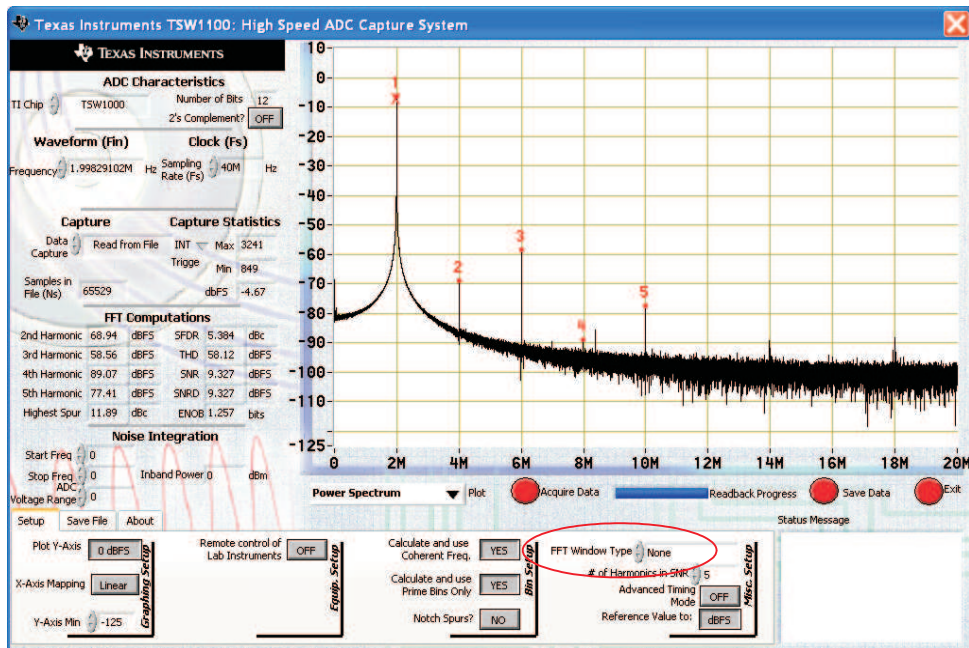 Texas Instruments TSW1100: High Speed ADC Capture System
TEXAS INSTRUMENTS
ADC Characteristics
TI Chip TSW1000 Number of Bits 12
2's Complement? OFF
Waveform (Fin) Clock (Fs)
Frequency 1.99829102M Hz Sampling Rate (Fs) 40M Hz
Capture Capture Statistics
Data Capture Read from File INT Max 3241
Trigge Min 849
Samples in File (Ns) 65529 dbFS -4.67
FFT Computations
2nd Harmonic 68.94 dBFS SFDR 5.384 dBc
3rd Harmonic 58.56 dBFS THD 58.12 dBFS
4th Harmonic 89.07 dBFS SNR 9.327 dBFS
5th Harmonic 77.41 dBFS SNRD 9.327 dBFS
Highest Spur 11.89 dBc ENOB 1.257 bits
Noise Integration
Start Freq 0
Stop Freq 0 Inband Power 0 dBm
ADC Voltage Range 0
10
0
-10
-20
-30
-40
-50
-60
-70
-80
-90
-100
-110
-125
1
X
2
3
4
5
0 2M 4M 6M 8M 10M 12M 14M 16M 18M 20M
Power Spectrum Plot Acquire Data Readback Progress Save Data Exit
Setup Save File About
Status Message
Plot Y-Axis 0 dBFS
X-Axis Mapping Linear
Y-Axis Min -125
Graphing Setup
Remote control of Lab Instruments OFF
Equip. Setup
Calculate and use Coherent Freq. YES
Calculate and use Prime Bins Only YES
Notch Spurs? NO
Bin Setup
FFT Window Type None
# of Harmonics in SNR 5
Advanced Timing Mode OFF
Reference Value to: dBFS
Misc. Setup